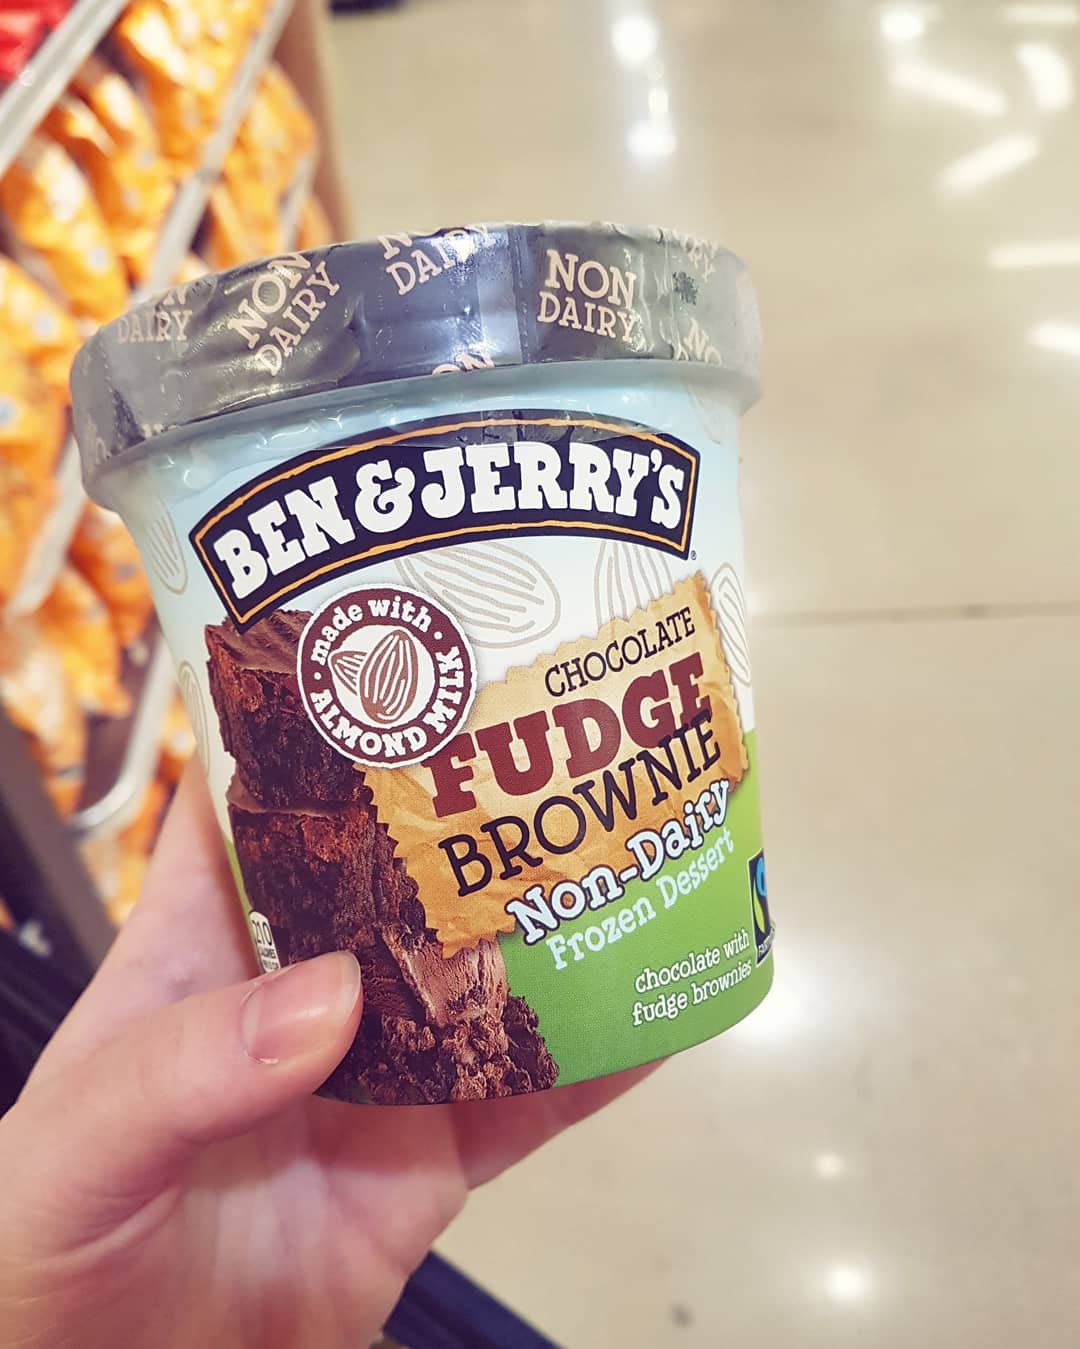 NON
DAIRY
NON
DAIRY
NON
DAIRY
BEN & JERRY'S
made with
ALMOND MILK
CHOCOLATE
FUDGE
BROWNIE
Non-Dairy
Frozen Dessert
chocolate with
fudge brownies
210